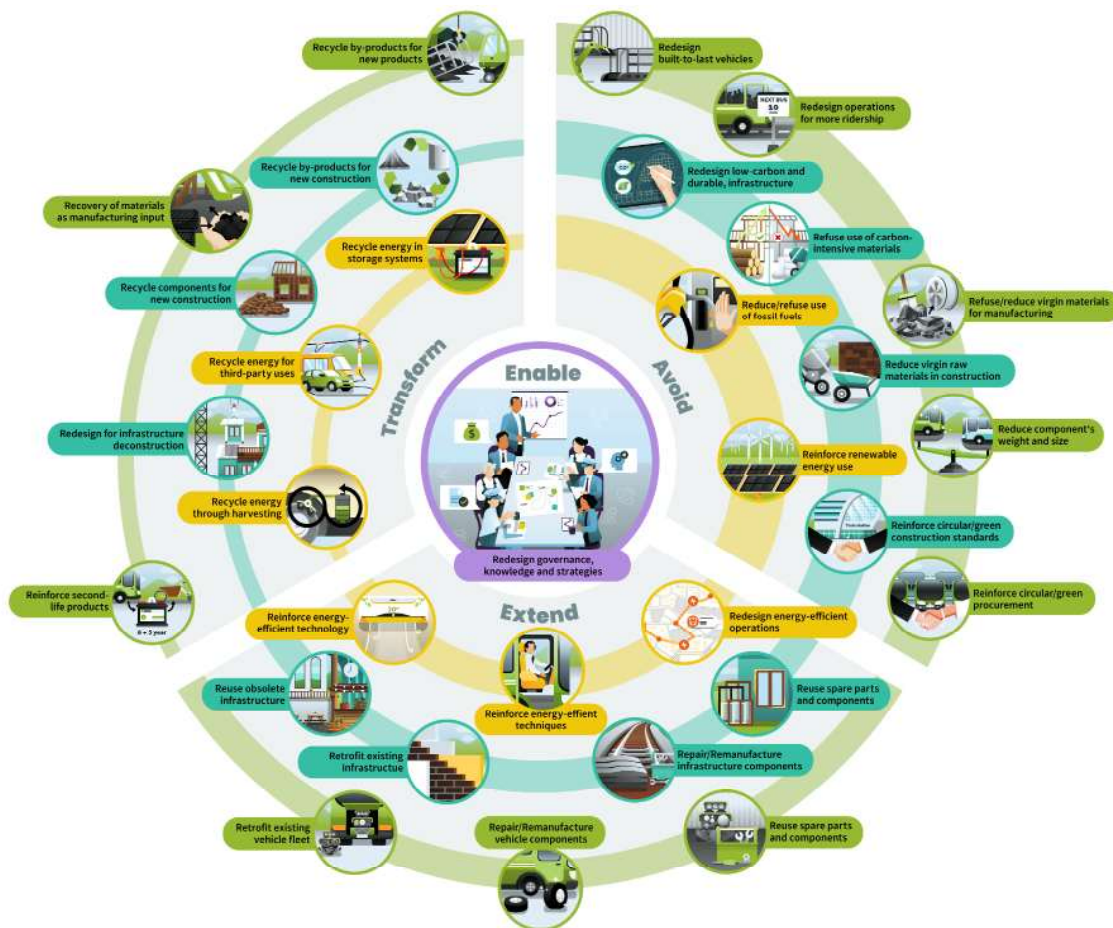 Recycle by-products for
new products
Redesign
built-to-last vehicles
NEXT BUS
10
Redesign operations
for more ridership
Recycle by-products for
new construction
Redesign low-carbon and
durable, infrastructure
Recovery of materials
as manufacturing input
Recycle energy in
storage systems
Refuse use of carbon-
intensive materials
Recycle components for
new construction
Reduce/refuse use
of fossil fuels
Refuse/reduce virgin materials
for manufacturing
Recycle energy for
third-party uses
Transform
Enable
Avoid
Reduce virgin raw
materials in construction
Redesign for infrastructure
deconstruction
Reduce component's
weight and size
Reinforce renewable
energy use
Recycle energy
through harvesting
Reinforce circular/green
construction standards
Redesign governance,
knowledge and strategies
Reinforce second-
life products
6 + 3 year
Reinforce circular/green
procurement
Extend
Reinforce energy-
efficient technology
20°
Redesign energy-efficient
operations
Reuse obsolete
infrastructure
Reinforce energy-effient
techniques
Reuse spare parts
and components
Retrofit existing
infrastructue
Repair/Remanufacture
infrastructure components
Retrofit existing
vehicle fleet
Repair/Remanufacture
vehicle components
Reuse spare parts
and components